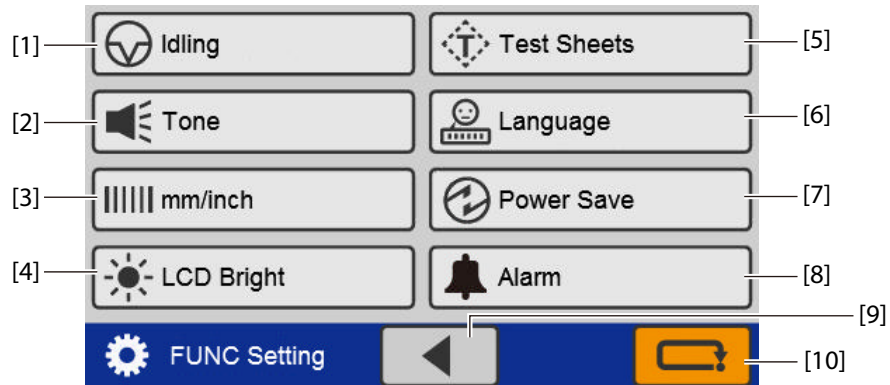 [1] Idling Test Sheets [5]
[2] Tone Language [6]
[3] mm/inch Power Save [7]
[4] LCD Bright Alarm [8]
[9]
FUNC Setting [10]